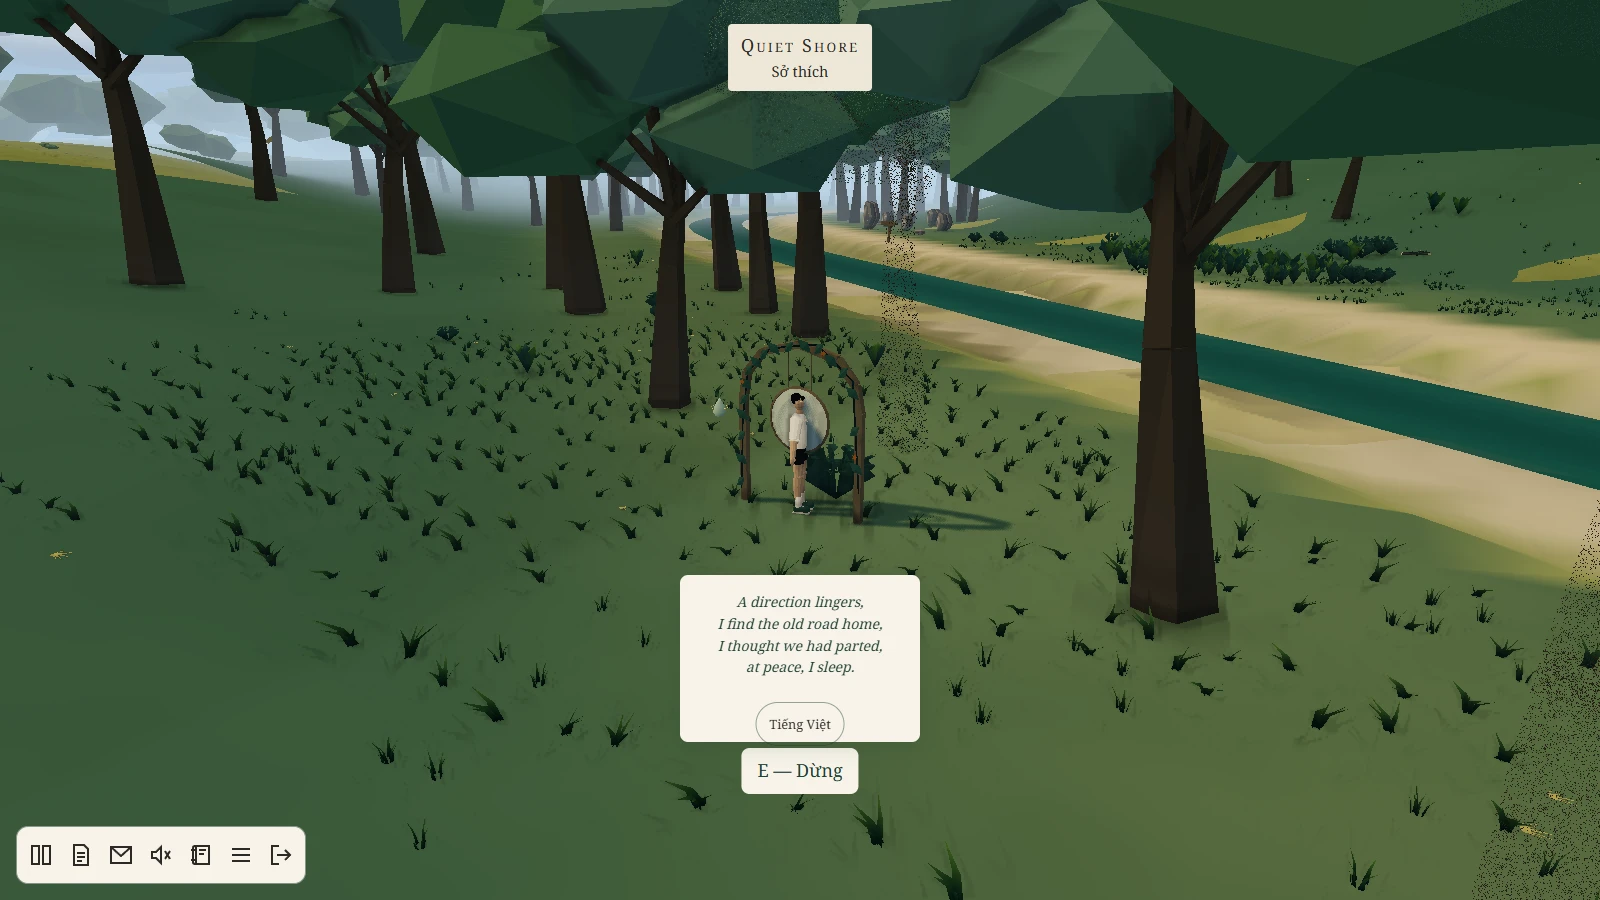 Quiet Shore
Sở thích
A direction lingers,
I find the old road home,
I thought we had parted,
at peace, I sleep.
Tiếng Việt
E — Dừng